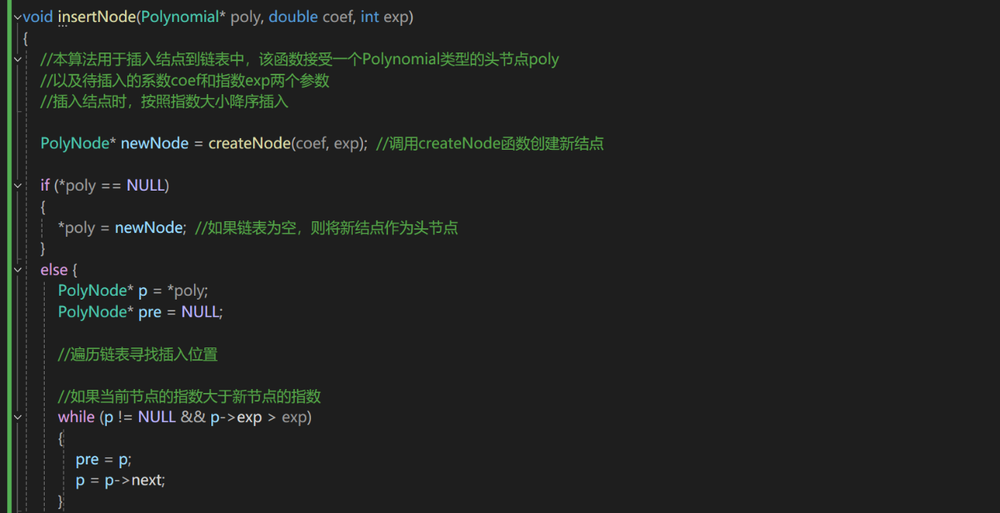 void insertNode(Polynomial* poly, double coef, int exp)
{
//本算法用于插入结点到链表中，该函数接受一个Polynomial类型的头节点poly
//以及待插入的系数coef和指数exp两个参数
//插入结点时，按照指数大小降序插入
PolyNode* newNode = createNode(coef, exp); //调用createNode函数创建新结点
if (*poly == NULL)
{
*poly = newNode; //如果链表为空，则将新结点作为头节点
}
else {
PolyNode* p = *poly;
PolyNode* pre = NULL;
//遍历链表寻找插入位置
//如果当前节点的指数大于新节点的指数
while (p != NULL && p->exp > exp)
{
pre = p;
p = p->next;
}